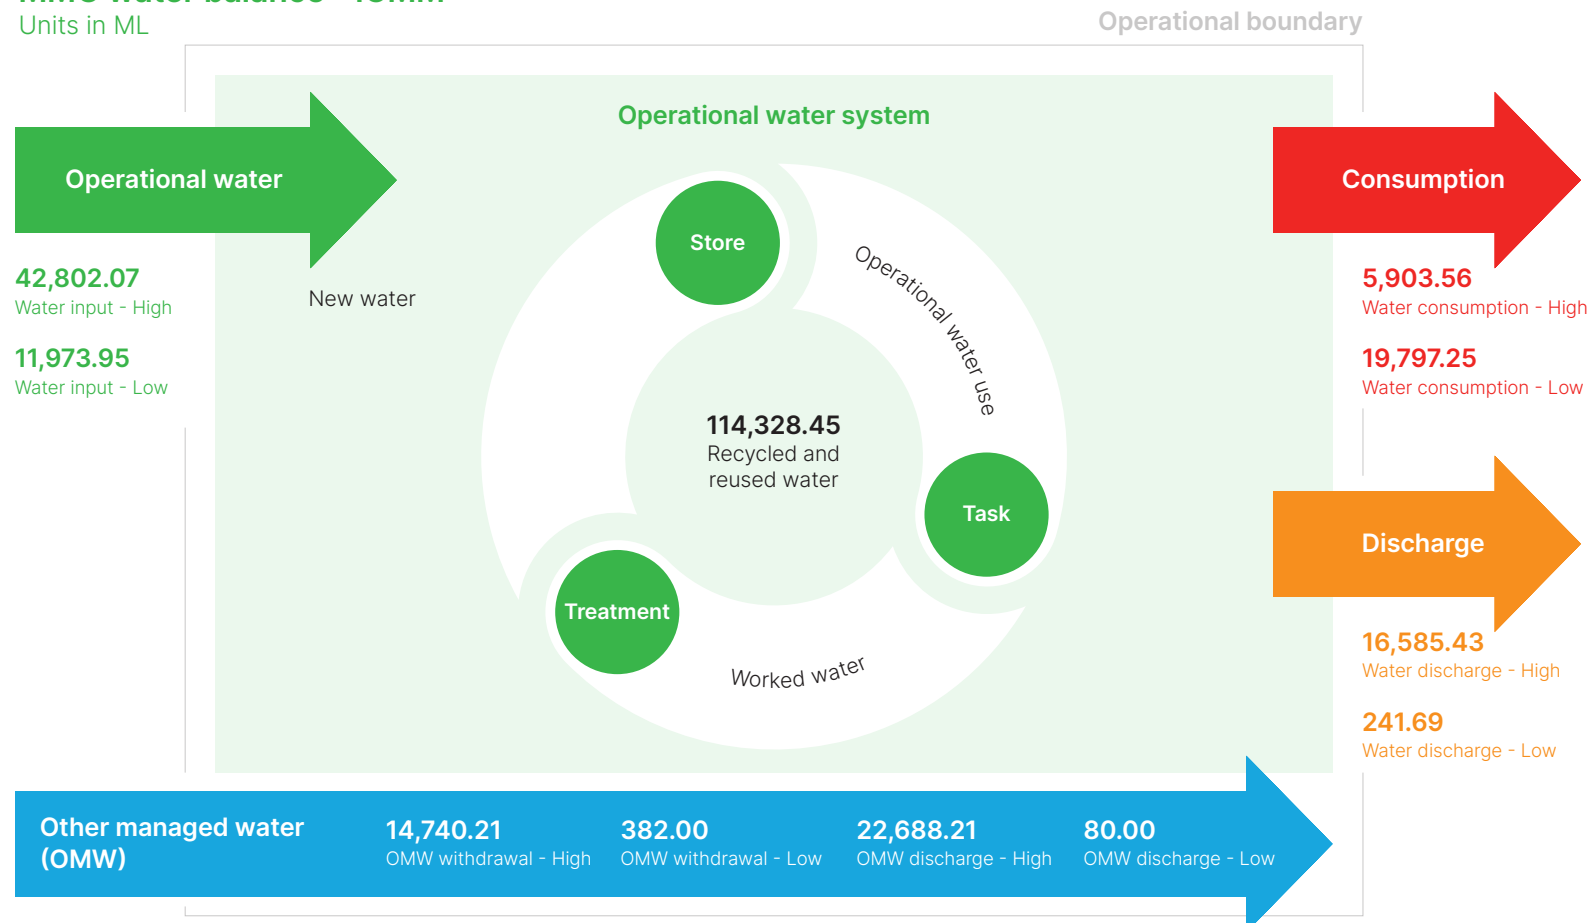 Units in ML
Operational boundary
Operational water system
Operational water
Consumption
Store
42,802.07
Water input - High
New water
11,973.95
Water input - Low
Operational water use
5,903.56
Water consumption - High
19,797.25
Water consumption - Low
114,328.45
Recycled and
reused water
Task
Discharge
Treatment
Worked water
16,585.43
Water discharge - High
241.69
Water discharge - Low
Other managed water
(OMW)
14,740.21
OMW withdrawal - High
382.00
OMW withdrawal - Low
22,688.21
OMW discharge - High
80.00
OMW discharge - Low